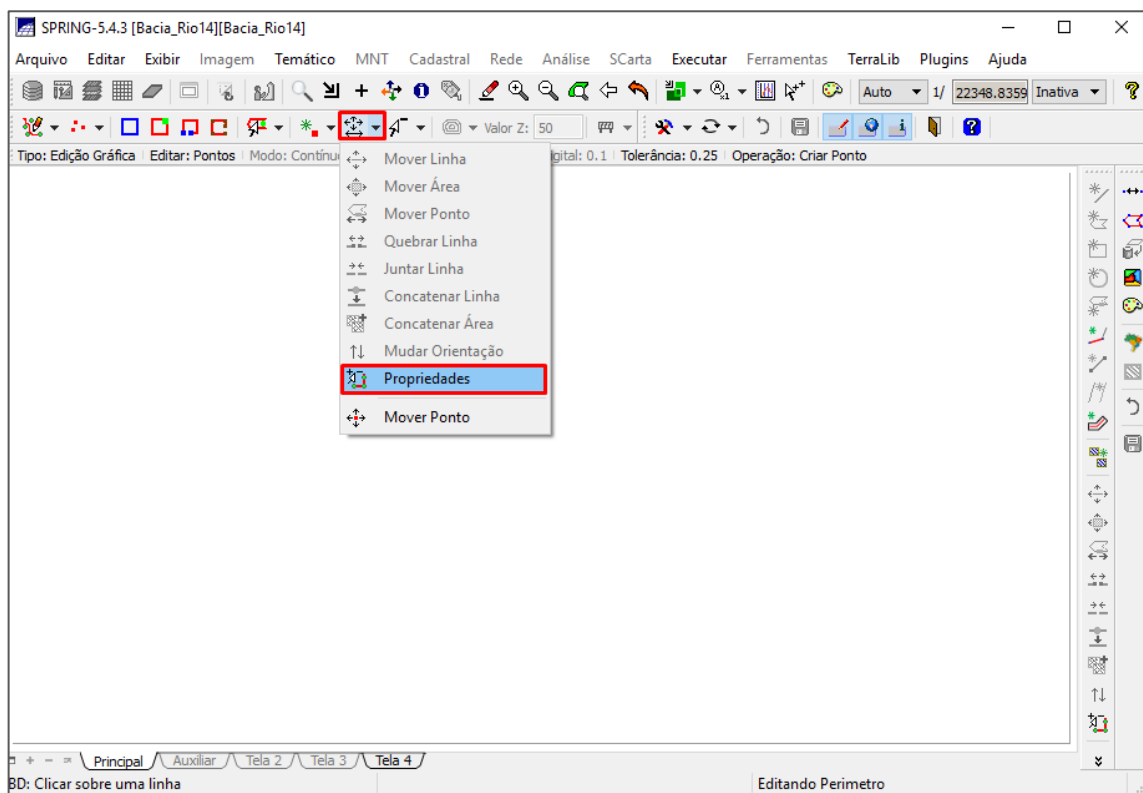 SPRING-5.4.3 [Bacia_Rio14][Bacia_Rio14]
Arquivo Editar Exibir Imagem Temático MNT Cadastral Rede Análise SCarta Executar Ferramentas TerraLib Plugins Ajuda
Auto 1/ 22348.8359 Inativa
Valor Z: 50
Tipo: Edição Gráfica Editar: Pontos Modo: Contínu gital: 0.1 Tolerância: 0.25 Operação: Criar Ponto
Mover Linha
Mover Área
Mover Ponto
Quebrar Linha
Juntar Linha
Concatenar Linha
Concatenar Área
Mudar Orientação
Propriedades
Mover Ponto
Principal Auxiliar Tela 2 Tela 3 Tela 4
BD: Clicar sobre uma linha Editando Perimetro